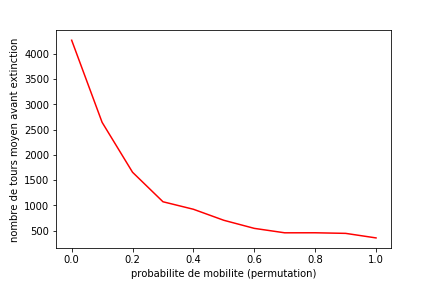 nombre de tours moyen avant extinction
4000
3500
3000
2500
2000
1500
1000
500
0.0 0.2 0.4 0.6 0.8 1.0
probabilite de mobilite (permutation)